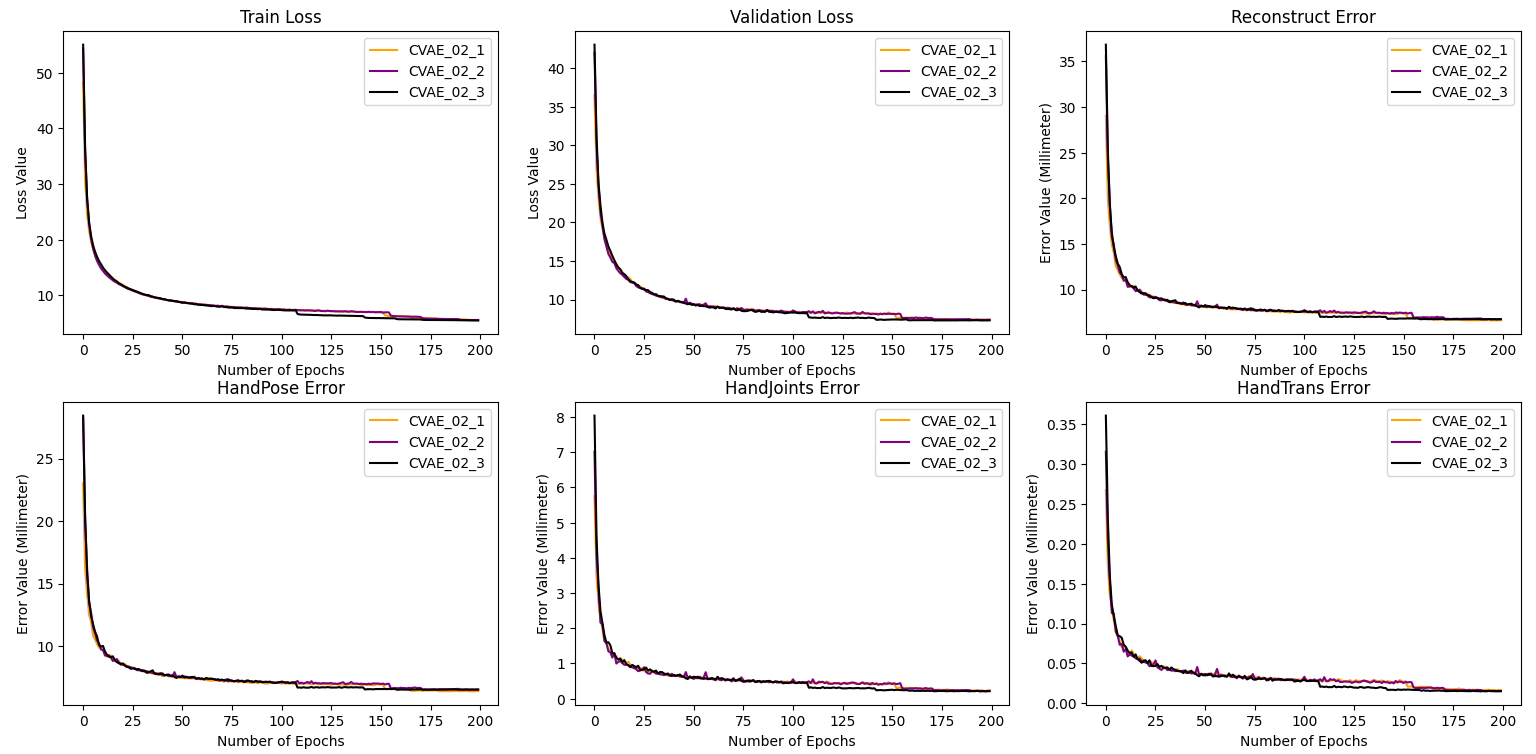 Train Loss
Validation Loss
Reconstruct Error
Loss Value
50
40
30
20
10
CVAE_02_1
CVAE_02_2
CVAE_02_3
0 25 50 75 100 125 150 175 200
Number of Epochs
Loss Value
40
35
30
25
20
15
10
CVAE_02_1
CVAE_02_2
CVAE_02_3
0 25 50 75 100 125 150 175 200
Number of Epochs
Error Value (Millimeter)
35
30
25
20
15
10
CVAE_02_1
CVAE_02_2
CVAE_02_3
0 25 50 75 100 125 150 175 200
Number of Epochs
HandPose Error
HandJoints Error
HandTrans Error
Error Value (Millimeter)
25
20
15
10
CVAE_02_1
CVAE_02_2
CVAE_02_3
0 25 50 75 100 125 150 175 200
Number of Epochs
Error Value (Millimeter)
8
7
6
5
4
3
2
1
0
CVAE_02_1
CVAE_02_2
CVAE_02_3
0 25 50 75 100 125 150 175 200
Number of Epochs
Error Value (Millimeter)
0.35
0.30
0.25
0.20
0.15
0.10
0.05
0.00
CVAE_02_1
CVAE_02_2
CVAE_02_3
0 25 50 75 100 125 150 175 200
Number of Epochs